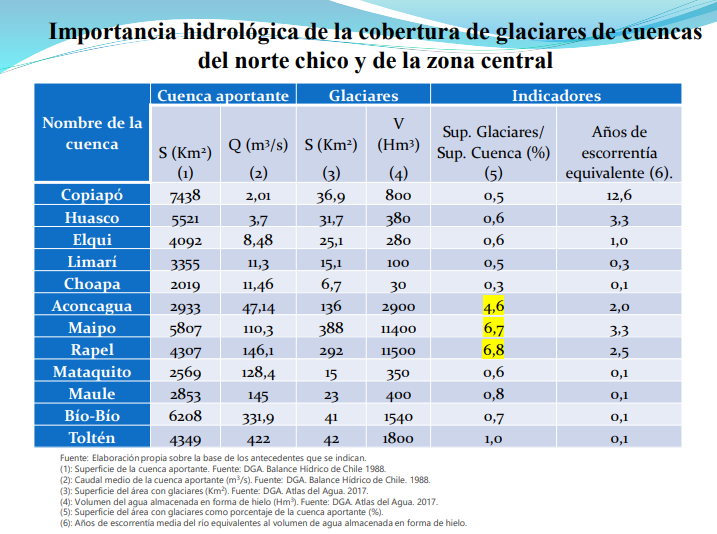 Importancia hidrológica de la cobertura de glaciares de cuencas
del norte chico y de la zona central
Nombre de la cuenca | Cuenca aportante | Glaciares | Indicadores
S (Km²) (1) | Q (m³/s) (2) | S (Km²) (3) | V (Hm³) (4) | Sup. Glaciares/ Sup. Cuenca (%) (5) | Años de escorrentía equivalente (6).
Copiapó | 7438 | 2,01 | 36,9 | 800 | 0,5 | 12,6
Huasco | 5521 | 3,7 | 31,7 | 380 | 0,6 | 3,3
Elqui | 4092 | 8,48 | 25,1 | 280 | 0,6 | 1,0
Limarí | 3355 | 11,3 | 15,1 | 100 | 0,5 | 0,3
Choapa | 2019 | 11,46 | 6,7 | 30 | 0,3 | 0,1
Aconcagua | 2933 | 47,14 | 136 | 2900 | 4,6 | 2,0
Maipo | 5807 | 110,3 | 388 | 11400 | 6,7 | 3,3
Rapel | 4307 | 146,1 | 292 | 11500 | 6,8 | 2,5
Mataquito | 2569 | 128,4 | 15 | 350 | 0,6 | 0,1
Maule | 2853 | 145 | 23 | 400 | 0,8 | 0,1
Bío-Bío | 6208 | 331,9 | 41 | 1540 | 0,7 | 0,1
Toltén | 4349 | 422 | 42 | 1800 | 1,0 | 0,1
Fuente: Elaboración propia sobre la base de los antecedentes que se indican.
(1): Superficie de la cuenca aportante. Fuente: DGA. Balance Hídrico de Chile 1988.
(2): Caudal medio de la cuenca aportante (m³/s). Fuente: DGA. Balance Hídrico de Chile. 1988.
(3): Superficie del área con glaciares (Km²). Fuente: DGA. Atlas del Agua. 2017.
(4): Volumen del agua almacenada en forma de hielo (Hm³). Fuente: DGA. Atlas del Agua. 2017.
(5): Superficie del área con glaciares como porcentaje de la cuenca aportante (%).
(6): Años de escorrentía media del río equivalentes al volumen de agua almacenada en forma de hielo.